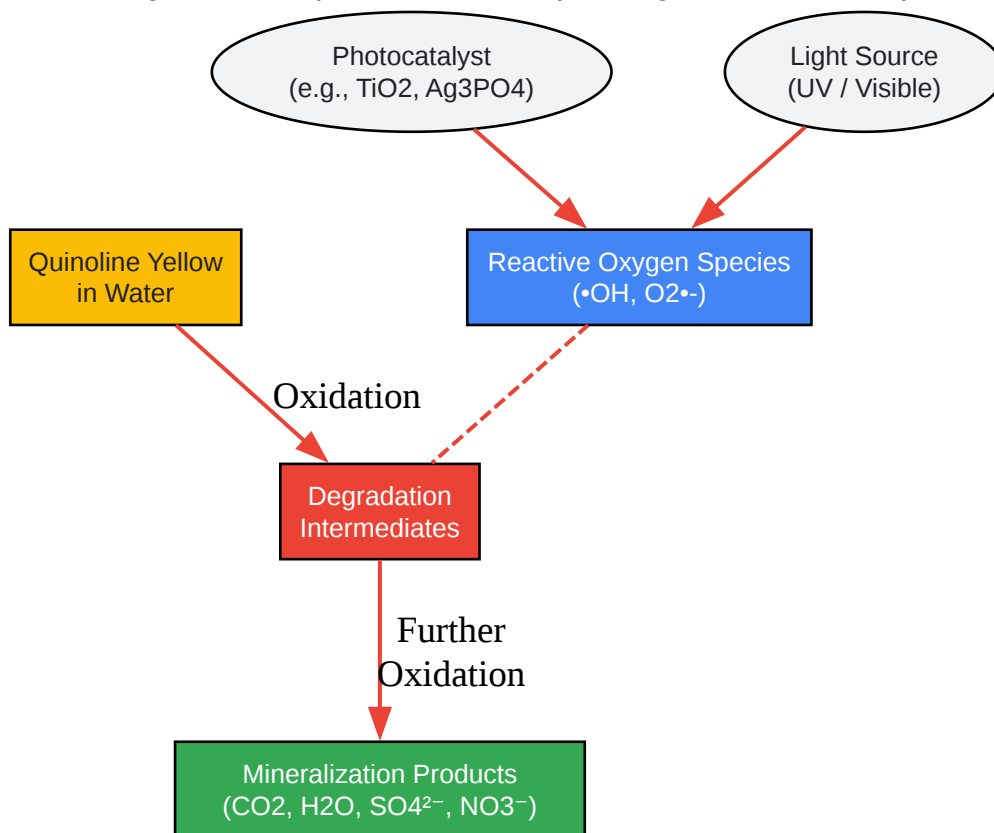 Photocatalyst
(e.g., TiO2, Ag3PO4)
Light Source
(UV / Visible)
Quinoline Yellow
in Water
Reactive Oxygen Species
(•OH, O2•-)
Oxidation
Degradation
Intermediates
Further
Oxidation
Mineralization Products
(CO2, H2O, SO4²⁻, NO3⁻)